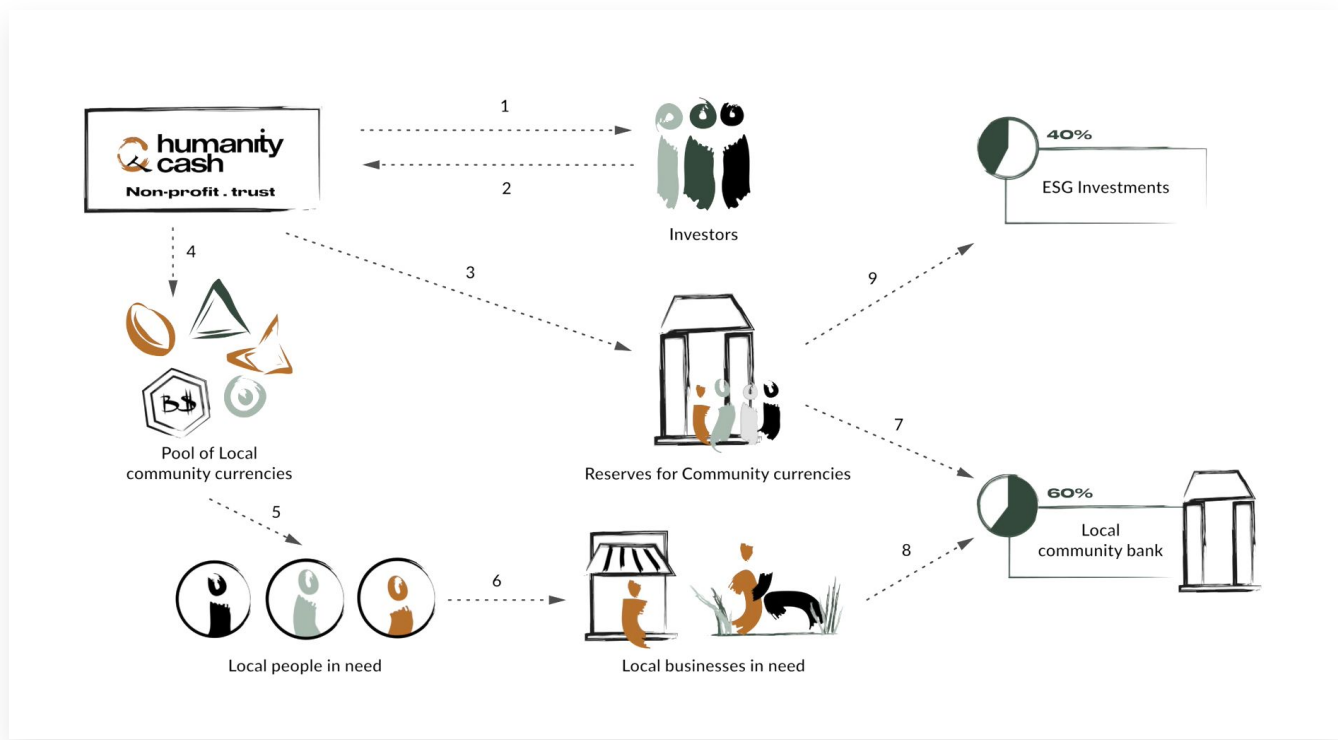 humanity
cash
Non-profit . trust
1
2
Investors
40%
ESG Investments
4
3
9
B$
Pool of Local
community currencies
Reserves for Community currencies
7
60%
Local
community bank
5
6
8
Local people in need
Local businesses in need